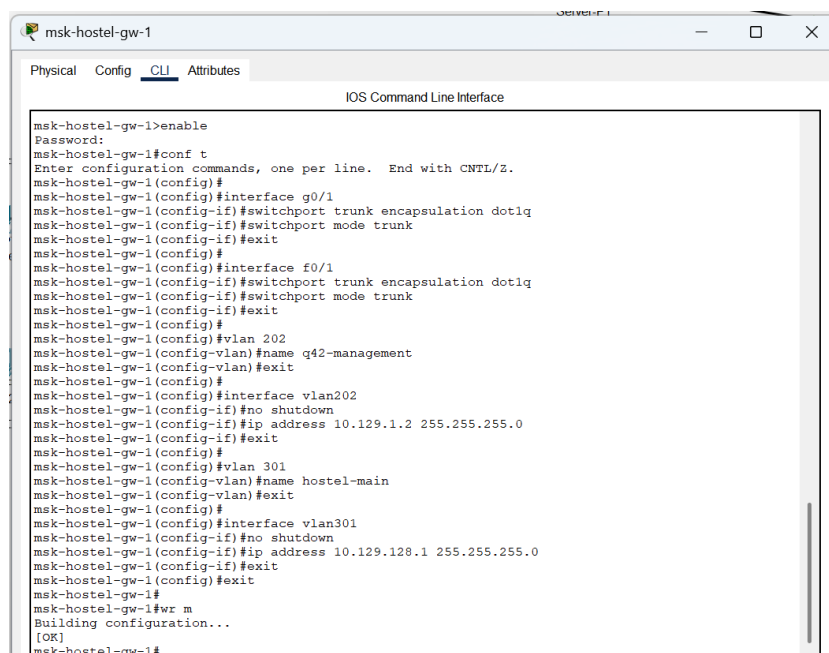 Server-PT
msk-hostel-gw-1
Physical Config CLI Attributes
IOS Command Line Interface
msk-hostel-gw-1>enable
Password:
msk-hostel-gw-1#conf t
Enter configuration commands, one per line.  End with CNTL/Z.
msk-hostel-gw-1(config)#
msk-hostel-gw-1(config)#interface g0/1
msk-hostel-gw-1(config-if)#switchport trunk encapsulation dot1q
msk-hostel-gw-1(config-if)#switchport mode trunk
msk-hostel-gw-1(config-if)#exit
msk-hostel-gw-1(config)#
msk-hostel-gw-1(config)#interface f0/1
msk-hostel-gw-1(config-if)#switchport trunk encapsulation dot1q
msk-hostel-gw-1(config-if)#switchport mode trunk
msk-hostel-gw-1(config-if)#exit
msk-hostel-gw-1(config)#
msk-hostel-gw-1(config)#vlan 202
msk-hostel-gw-1(config-vlan)#name q42-management
msk-hostel-gw-1(config-vlan)#exit
msk-hostel-gw-1(config)#
msk-hostel-gw-1(config)#interface vlan202
msk-hostel-gw-1(config-if)#no shutdown
msk-hostel-gw-1(config-if)#ip address 10.129.1.2 255.255.255.0
msk-hostel-gw-1(config-if)#exit
msk-hostel-gw-1(config)#
msk-hostel-gw-1(config)#vlan 301
msk-hostel-gw-1(config-vlan)#name hostel-main
msk-hostel-gw-1(config-vlan)#exit
msk-hostel-gw-1(config)#
msk-hostel-gw-1(config)#interface vlan301
msk-hostel-gw-1(config-if)#no shutdown
msk-hostel-gw-1(config-if)#ip address 10.129.128.1 255.255.255.0
msk-hostel-gw-1(config-if)#exit
msk-hostel-gw-1(config)#exit
msk-hostel-gw-1#
msk-hostel-gw-1#wr m
Building configuration...
[OK]
msk-hostel-gw-1#